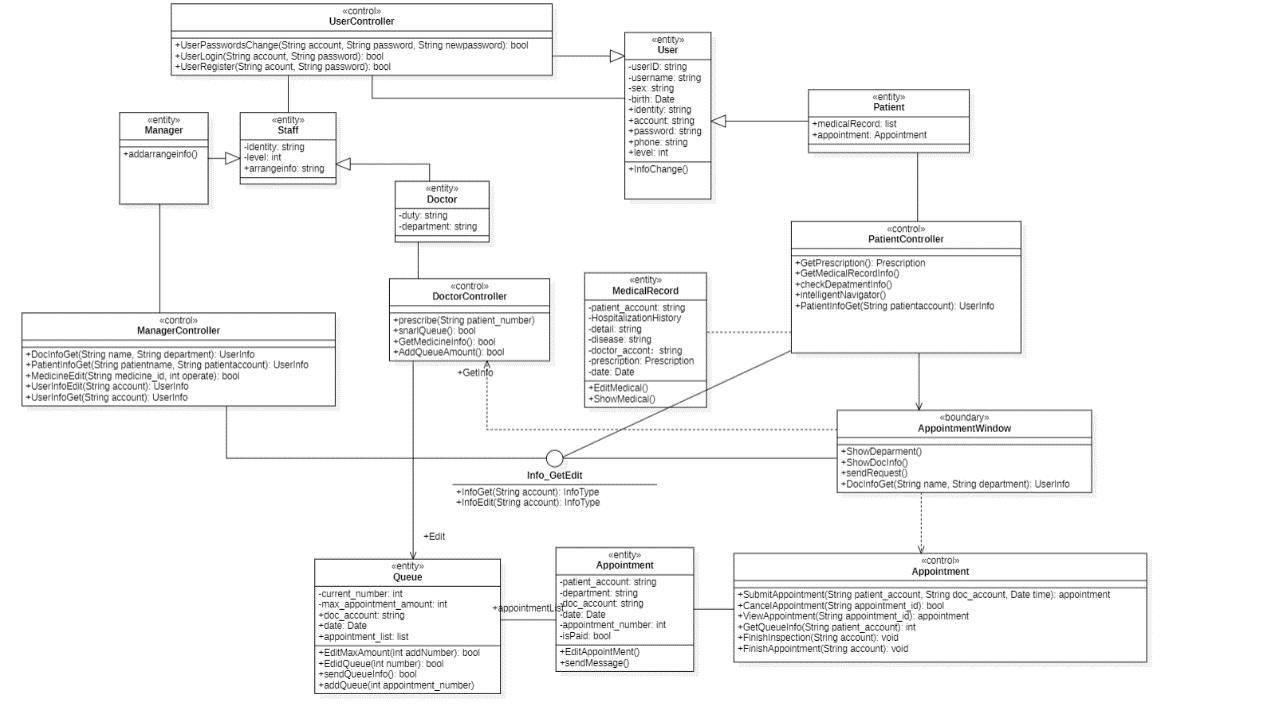 «control»
UserController
+UserPasswordsChange(String account, String password, String newpassword): bool
+UserLogin(String account, String password): bool
+UserRegister(String acount, String password): bool
«entity»
User
-userID: string
-username: string
-sex: string
-birth: Date
+identity: string
+account: string
+password: string
+phone: string
+level: int
+InfoChange()
«entity»
Patient
+medicalRecord: list
+appointment: Appointment
«entity»
Manager
+addarrangeinfo()
«entity»
Staff
-identity: string
-level: int
+arrangeinfo: string
«entity»
Doctor
-duty: string
-department: string
«control»
PatientController
+GetPrescription(): Prescription
+GetMedicalRecordInfo()
+checkDepatmentInfo()
+intelligentNavigator()
+PatientInfoGet(String patientaccount): UserInfo
«entity»
MedicalRecord
-patient_account: string
-HospitalizationHistory
-detail: string
-disease: string
-doctor_accont: string
-prescription: Prescription
-date: Date
+EditMedical()
+ShowMedical()
«control»
DoctorController
+prescribe(String patient_number)
+snarlQueue(): bool
+GetMedicineInfo(): bool
+AddQueueAmount(): bool
+GetInfo
«control»
ManagerController
+DocInfoGet(String name, String department): UserInfo
+PatientInfoGet(String patientname, String patientaccount): UserInfo
+MedicineEdit(String medicine_id, int operate): bool
+UserInfoEdit(String account): UserInfo
+UserInfoGet(String account): UserInfo
«boundary»
AppointmentWindow
+ShowDeparment()
+ShowDocInfo()
+sendRequest()
+DocInfoGet(String name, String department): UserInfo
Info_GetEdit
+InfoGet(String account): InfoType
+InfoEdit(String account): InfoType
+Edit
«entity»
Queue
-current_number: int
-max_appointment_amount: int
+doc_account: string
+date: Date
+appointment_list: list
+EditMaxAmount(int addNumber): bool
+EdidQueue(int number): bool
+sendQueueInfo(): bool
+addQueue(int appointment_number)
+appointmentList
«entity»
Appointment
-patient_account: string
-department: string
-doc_account: string
-date: Date
-appointment_number: int
-isPaid: bool
+EditAppointMent()
+sendMessage()
«control»
Appointment
+SubmitAppointment(String patient_account, String doc_account, Date time): appointment
+CancelAppointment(String appointment_id): bool
+ViewAppointment(String appointment_id): appointment
+GetQueueInfo(String patient_account): int
+FinishInspection(String account): void
+FinishAppointment(String account): void